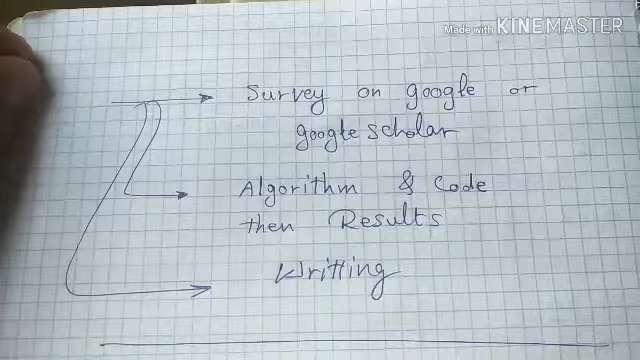 Made with KINEMASTER
Survey on google or
google scholar
Algorithm & Code
then Results
Writting